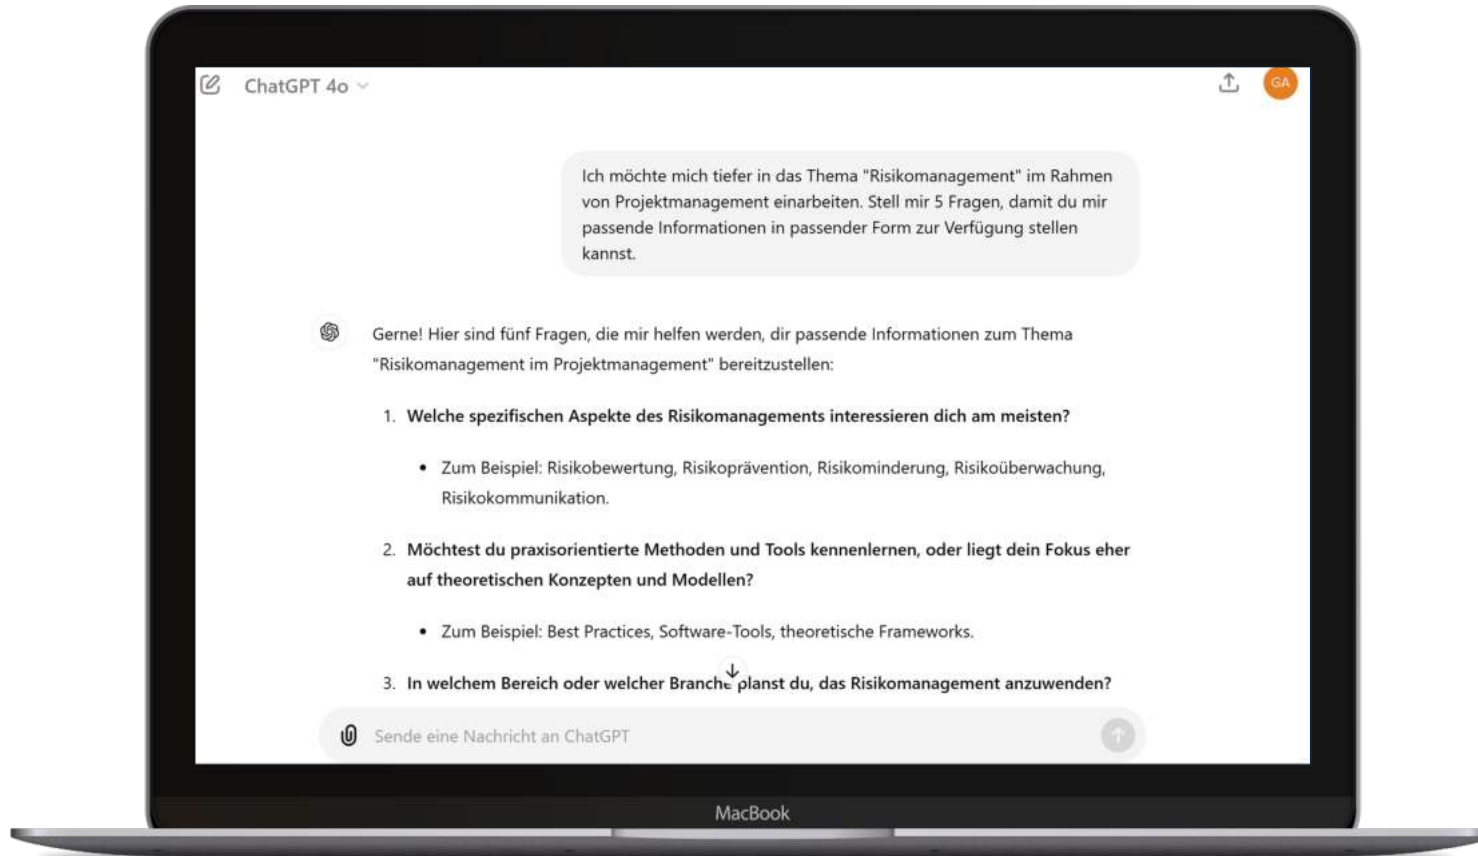 ChatGPT 4o
GA
Ich möchte mich tiefer in das Thema "Risikomanagement" im Rahmen
von Projektmanagement einarbeiten. Stell mir 5 Fragen, damit du mir
passende Informationen in passender Form zur Verfügung stellen
kannst.
Gerne! Hier sind fünf Fragen, die mir helfen werden, dir passende Informationen zum Thema
"Risikomanagement im Projektmanagement" bereitzustellen:
1. Welche spezifischen Aspekte des Risikomanagements interessieren dich am meisten?
• Zum Beispiel: Risikobewertung, Risikoprävention, Risikominderung, Risikoüberwachung,
Risikokommunikation.
2. Möchtest du praxisorientierte Methoden und Tools kennenlernen, oder liegt dein Fokus eher
auf theoretischen Konzepten und Modellen?
• Zum Beispiel: Best Practices, Software-Tools, theoretische Frameworks.
3. In welchem Bereich oder welcher Branche planst du, das Risikomanagement anzuwenden?
Sende eine Nachricht an ChatGPT
MacBook